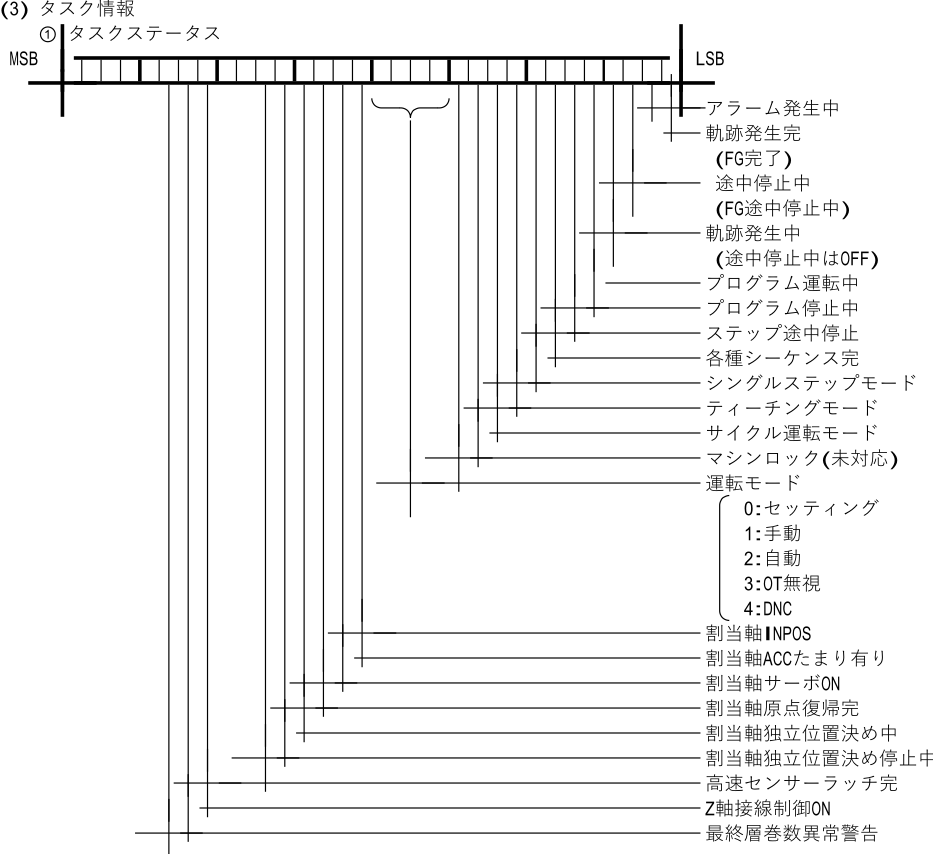 (3) タスク情報
① タスクステータス
MSB
LSB
アラーム発生中
軌跡発生完
(FG完了)
途中停止中
(FG途中停止中)
軌跡発生中
(途中停止中はOFF)
プログラム運転中
プログラム停止中
ステップ途中停止
各種シーケンス完
シングルステップモード
ティーチングモード
サイクル運転モード
マシンロック(未対応)
運転モード
0:セッティング
1:手動
2:自動
3:OT無視
4:DNC
割当軸INPOS
割当軸ACCたまり有り
割当軸サーボON
割当軸原点復帰完
割当軸独立位置決め中
割当軸独立位置決め停止中
高速センサーラッチ完
Z軸接線制御ON
最終層巻数異常警告